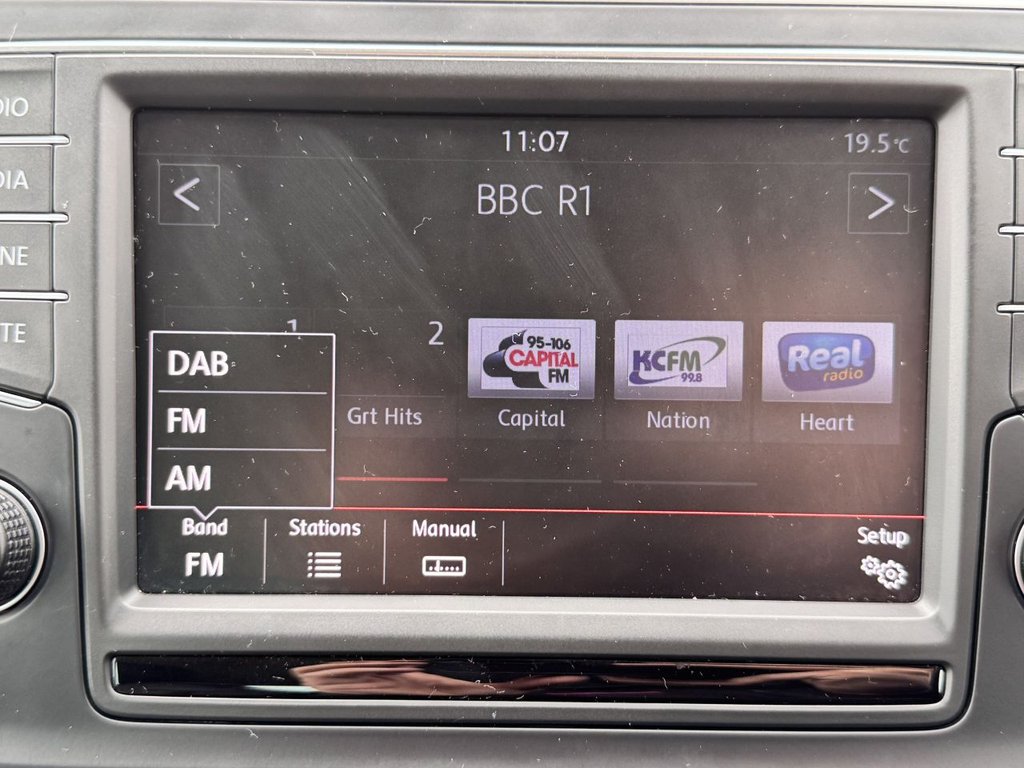 11:07
19.5°C
<
BBC R1
>
1
2
95-106
CAPITAL
FM
KCFM
99.8
Real
radio
Grt Hits
Capital
Nation
Heart
DAB
FM
AM
Band
FM
Stations
Manual
Setup
DIO
DIA
NE
TE